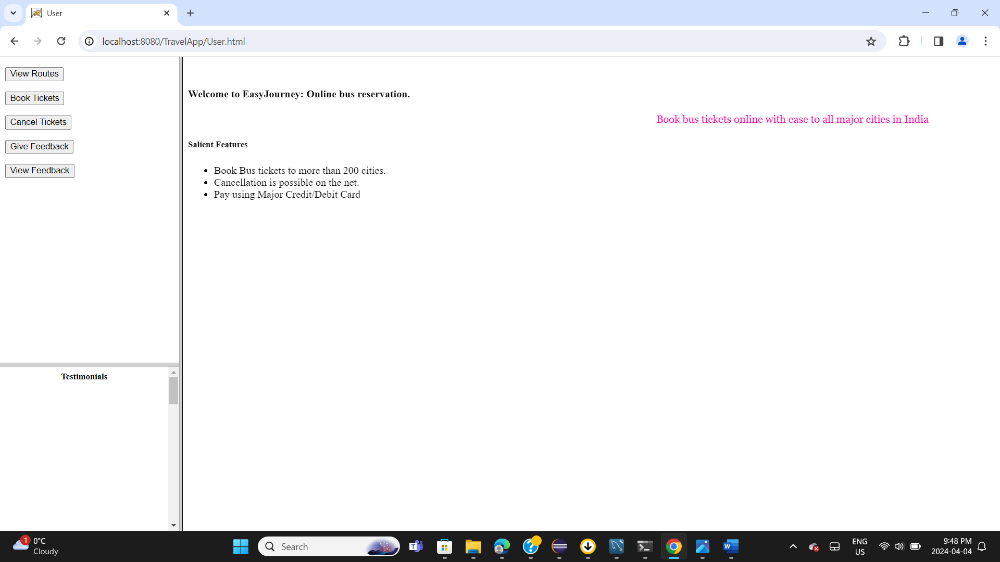 User
localhost:8080/TravelApp/User.html
View Routes
Book Tickets
Cancel Tickets
Give Feedback
View Feedback
Testimonials
Welcome to EasyJourney: Online bus reservation.
Book bus tickets online with ease to all major cities in India
Salient Features
• Book Bus tickets to more than 200 cities.
• Cancellation is possible on the net.
• Pay using Major Credit/Debit Card
1
0°C
Cloudy
Search
T
W
ENG
US
9:48 PM
2024-04-04